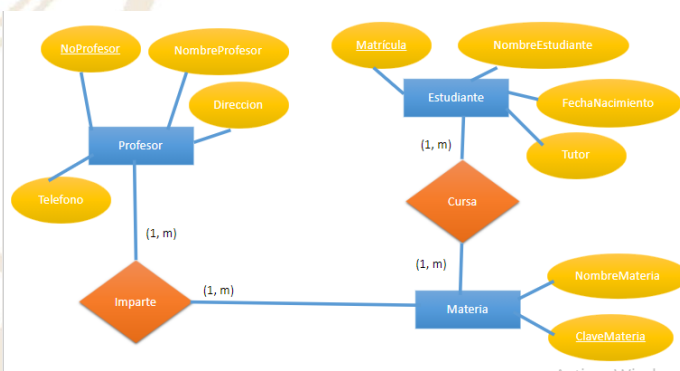 NoProfesor
NombreProfesor
Direccion
Profesor
Telefono
(1, m)
Imparte
(1, m)
Matrícula
NombreEstudiante
Estudiante
FechaNacimiento
Tutor
(1, m)
Cursa
(1, m)
Materia
NombreMateria
ClaveMateria